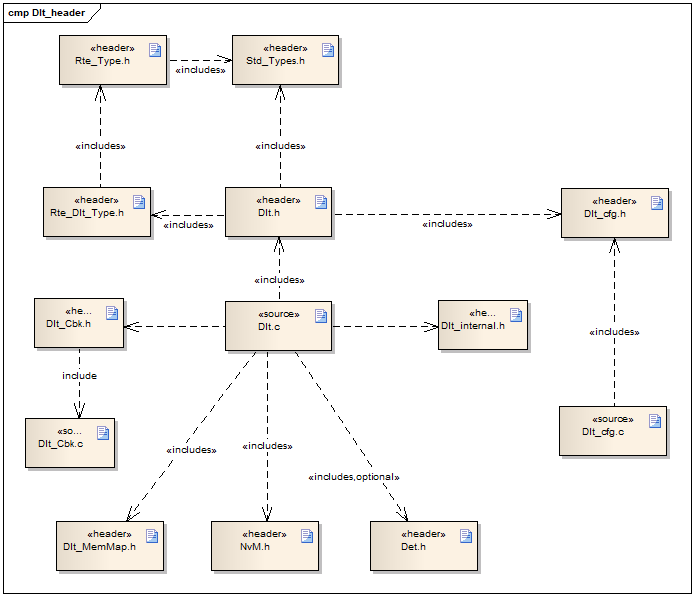 cmp Dlt_header
«header»
Rte_Type.h
«header»
Std_Types.h
«includes»
«includes»
«includes»
«header»
Rte_Dlt_Type.h
«header»
Dlt.h
«header»
Dlt_cfg.h
«includes»
«includes»
«includes»
«he...
Dlt_Cbk.h
«source»
Dlt.c
«he...
Dlt_internal.h
«includes»
include
«so...
Dlt_Cbk.c
«source»
Dlt_cfg.c
«includes»
«includes»
«includes,optional»
«header»
Dlt_MemMap.h
«header»
NvM.h
«header»
Det.h